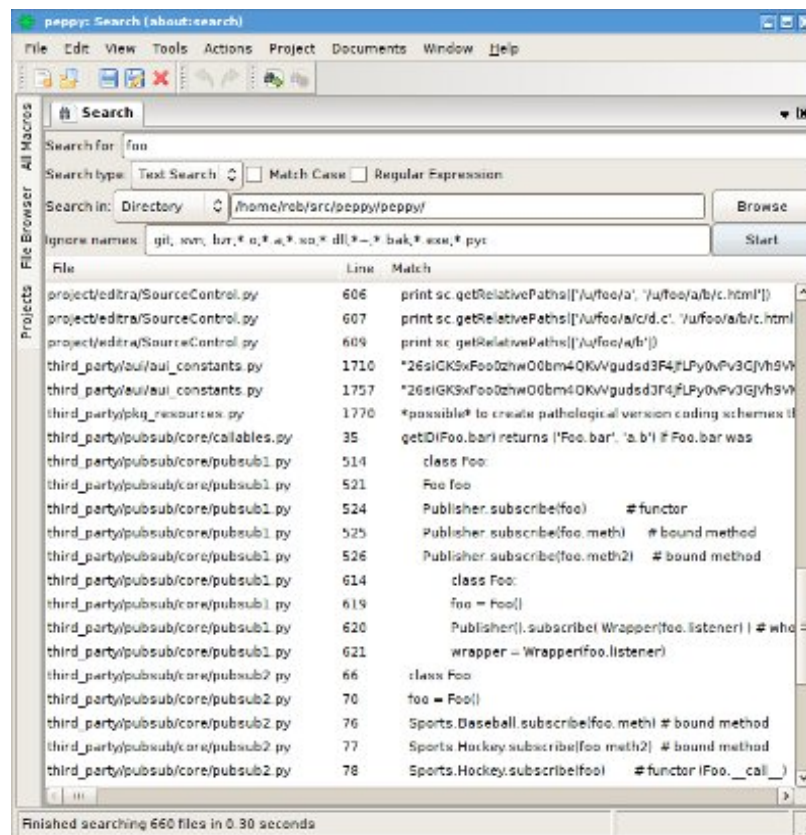 peppy: Search (about:search)
File Edit View Tools Actions Project Documents Window Help
Search
All Macros
File Browser
Projects
Search for: foo
Search type: Text Search Match Case Regular Expression
Search in: Directory /home/rob/src/peppy/peppy/ Browse
Ignore names: .git;.svn;.bzr;*.o;*.a;*.so;*.dll;*~;*.bak;*.exe;*.pyc Start
File Line Match
project/editra/SourceControl.py 606 print sc.getRelativePaths(['/u/foo/a', '/u/foo/a/b/c.html'])
project/editra/SourceControl.py 607 print sc.getRelativePaths(['/u/foo/a/c/d.c', '/u/foo/a/b/c.html
project/editra/SourceControl.py 609 print sc.getRelativePaths(['/u/foo/a/b'])
third_party/aui/aui_constants.py 1710
third_party/aui/aui_constants.py 1757
third_party/pkg_resources.py 1770 *possible* to create pathological version coding schemes
third_party/pubsub/core/callables.py 35 getID(Foo.bar) returns ('Foo.bar', 'a.b') if Foo.bar was
third_party/pubsub/core/pubsub1.py 514 class Foo:
third_party/pubsub/core/pubsub1.py 521 Foo foo
third_party/pubsub/core/pubsub1.py 524 Publisher.subscribe(foo) # functor
third_party/pubsub/core/pubsub1.py 525 Publisher.subscribe(foo.meth) # bound method
third_party/pubsub/core/pubsub1.py 526 Publisher.subscribe(foo.meth2) # bound method
third_party/pubsub/core/pubsub1.py 614 class Foo:
third_party/pubsub/core/pubsub1.py 619 foo = Foo()
third_party/pubsub/core/pubsub1.py 620 Publisher().subscribe( Wrapper(foo.listener) ) # who
third_party/pubsub/core/pubsub1.py 621 wrapper = Wrapper(foo.listener)
third_party/pubsub/core/pubsub2.py 66 class Foo
third_party/pubsub/core/pubsub2.py 70 foo = Foo()
third_party/pubsub/core/pubsub2.py 76 Sports.Baseball.subscribe(foo.meth) # bound method
third_party/pubsub/core/pubsub2.py 77 Sports.Hockey.subscribe(foo.meth2) # bound method
third_party/pubsub/core/pubsub2.py 78 Sports.Hockey.subscribe(foo) # functor (Foo.__call__)
Finished searching 660 files in 0.30 seconds